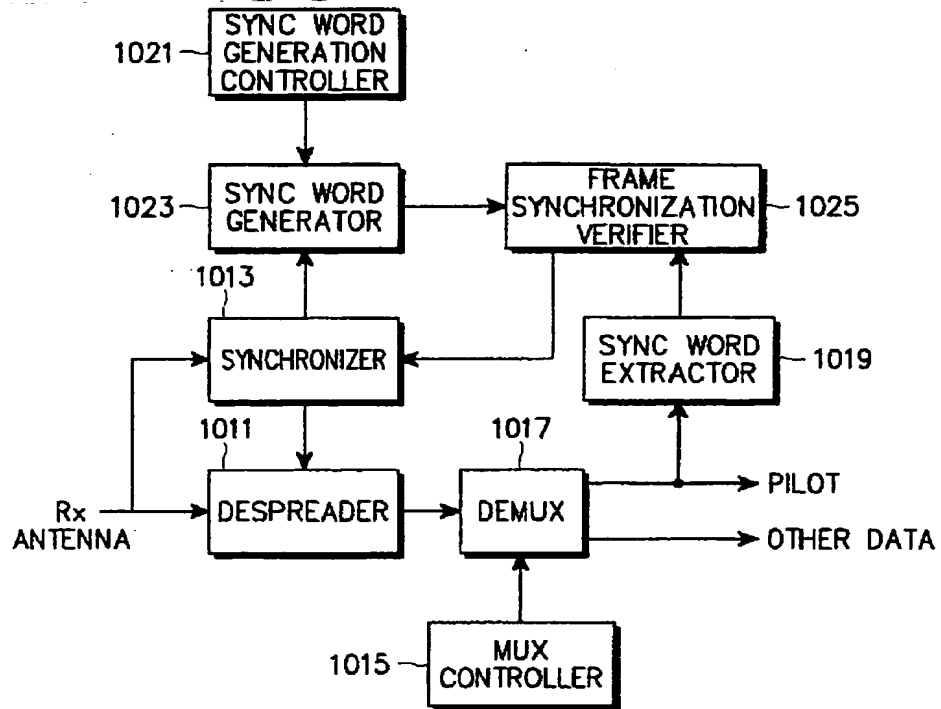 SYNC WORD
GENERATION
CONTROLLER
1021
SYNC WORD
GENERATOR
1023
FRAME
SYNCHRONIZATION
VERIFIER
1025
1013
SYNCHRONIZER
SYNC WORD
EXTRACTOR
1019
1011
DESPREADER
1017
DEMUX
Rx
ANTENNA
PILOT
OTHER DATA
MUX
CONTROLLER
1015